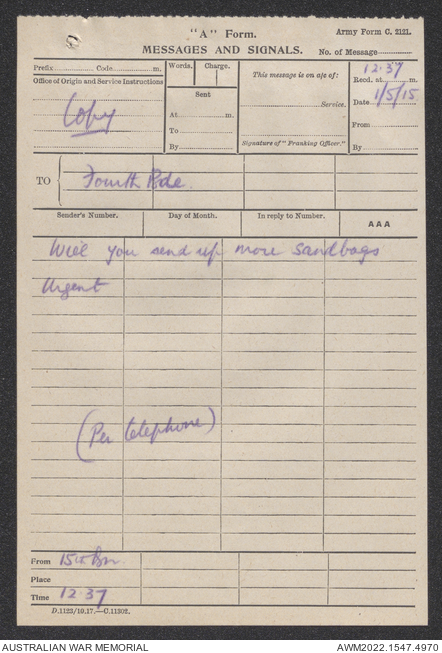 "A" Form.
Army Form C. 2121.
MESSAGES AND SIGNALS.
No. of Message
Prefix Code m.
Words.
Charge.
This message is on a/c of:
12.37
Recd. at m.
Office of Origin and Service Instructions
Copy
Sent
At m.
To
By
Service.
Signature of "Franking Officer."
Date 1/5/15
From
By
TO Fourth Bde.
Sender's Number.
Day of Month.
In reply to Number.
AAA
Will you send up more sandbags
Urgent
(Per telephone)
From 15th Bn.
Place
Time 12.37
D.1123/10.17.—C.11302.
AUSTRALIAN WAR MEMORIAL
AWM2022.1547.4970